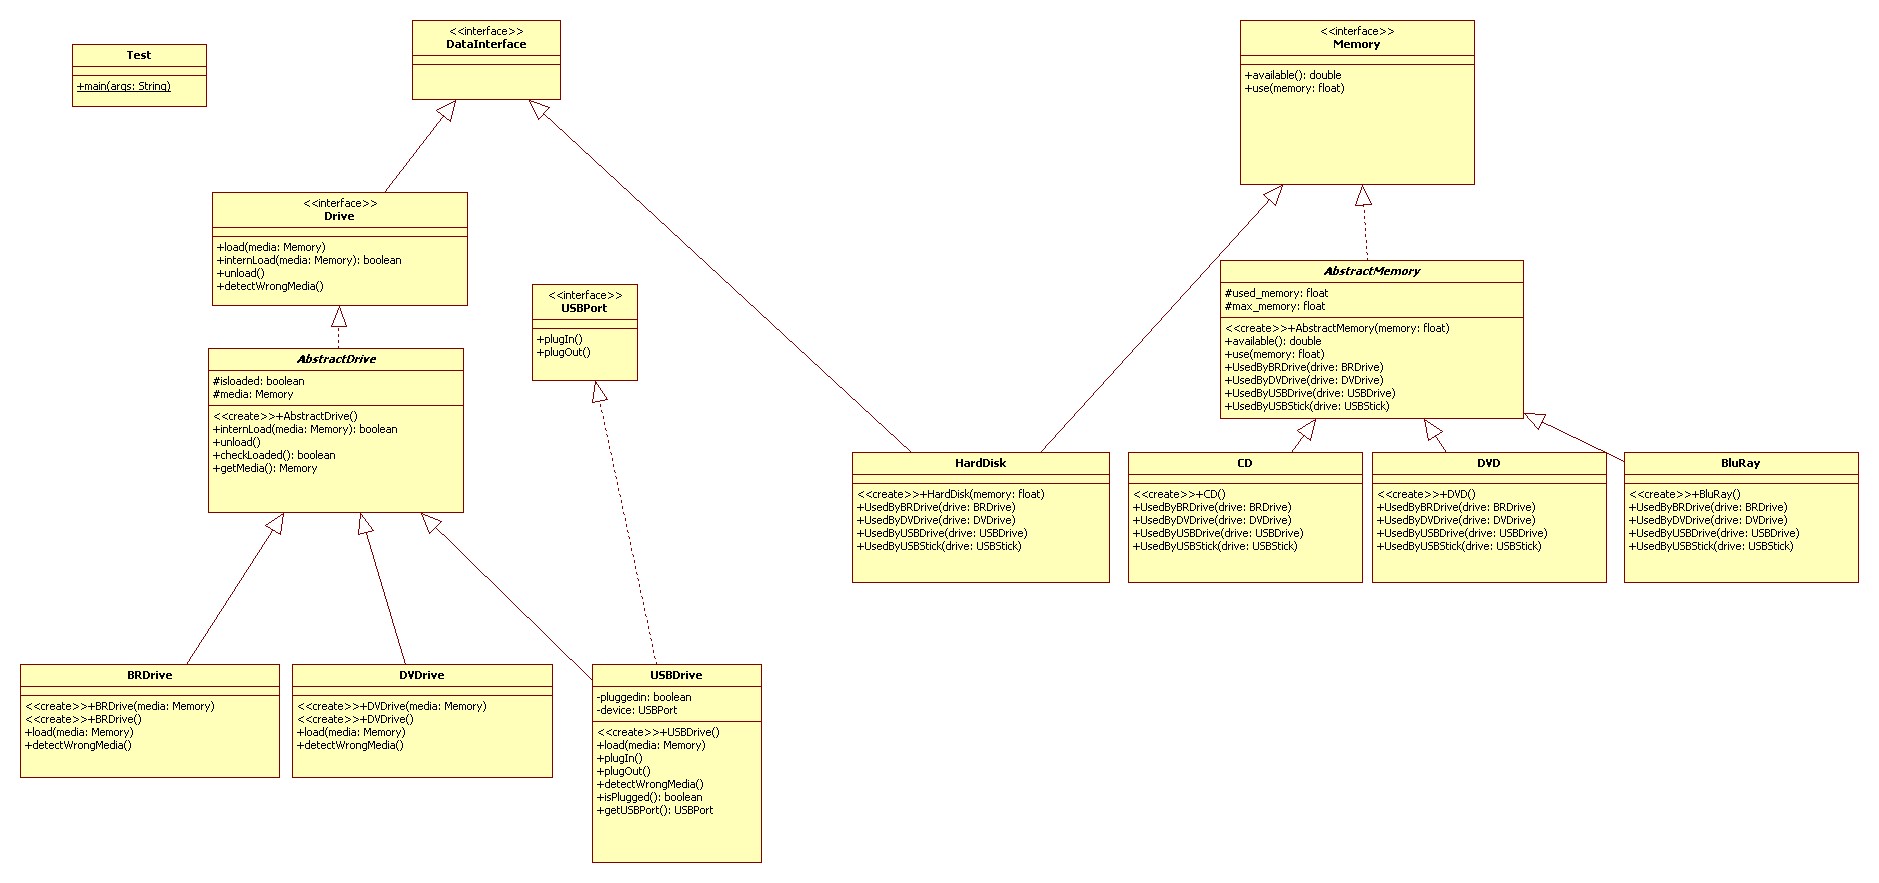 Test
+main(args: String)
<<interface>>
DataInterface
<<interface>>
Memory
+available(): double
+use(memory: float)
<<interface>>
Drive
+load(media: Memory)
+internLoad(media: Memory): boolean
+unload()
+detectWrongMedia()
<<interface>>
USBPort
+plugIn()
+plugOut()
AbstractMemory
#used_memory: float
#max_memory: float
<<create>>+AbstractMemory(memory: float)
+available(): double
+use(memory: float)
+UsedByBRDrive(drive: BRDrive)
+UsedByDVDrive(drive: DVDrive)
+UsedByUSBDrive(drive: USBDrive)
+UsedByUSBStick(drive: USBStick)
AbstractDrive
#isloaded: boolean
#media: Memory
<<create>>+AbstractDrive()
+internLoad(media: Memory): boolean
+unload()
+checkLoaded(): boolean
+getMedia(): Memory
HardDisk
<<create>>+HardDisk(memory: float)
+UsedByBRDrive(drive: BRDrive)
+UsedByDVDrive(drive: DVDrive)
+UsedByUSBDrive(drive: USBDrive)
+UsedByUSBStick(drive: USBStick)
CD
<<create>>+CD()
+UsedByBRDrive(drive: BRDrive)
+UsedByDVDrive(drive: DVDrive)
+UsedByUSBDrive(drive: USBDrive)
+UsedByUSBStick(drive: USBStick)
DVD
<<create>>+DVD()
+UsedByBRDrive(drive: BRDrive)
+UsedByDVDrive(drive: DVDrive)
+UsedByUSBDrive(drive: USBDrive)
+UsedByUSBStick(drive: USBStick)
BluRay
<<create>>+BluRay()
+UsedByBRDrive(drive: BRDrive)
+UsedByDVDrive(drive: DVDrive)
+UsedByUSBDrive(drive: USBDrive)
+UsedByUSBStick(drive: USBStick)
BRDrive
<<create>>+BRDrive(media: Memory)
<<create>>+BRDrive()
+load(media: Memory)
+detectWrongMedia()
DVDrive
<<create>>+DVDrive(media: Memory)
<<create>>+DVDrive()
+load(media: Memory)
+detectWrongMedia()
USBDrive
-pluggedin: boolean
-device: USBPort
<<create>>+USBDrive()
+load(media: Memory)
+plugIn()
+plugOut()
+detectWrongMedia()
+isPlugged(): boolean
+getUSBPort(): USBPort